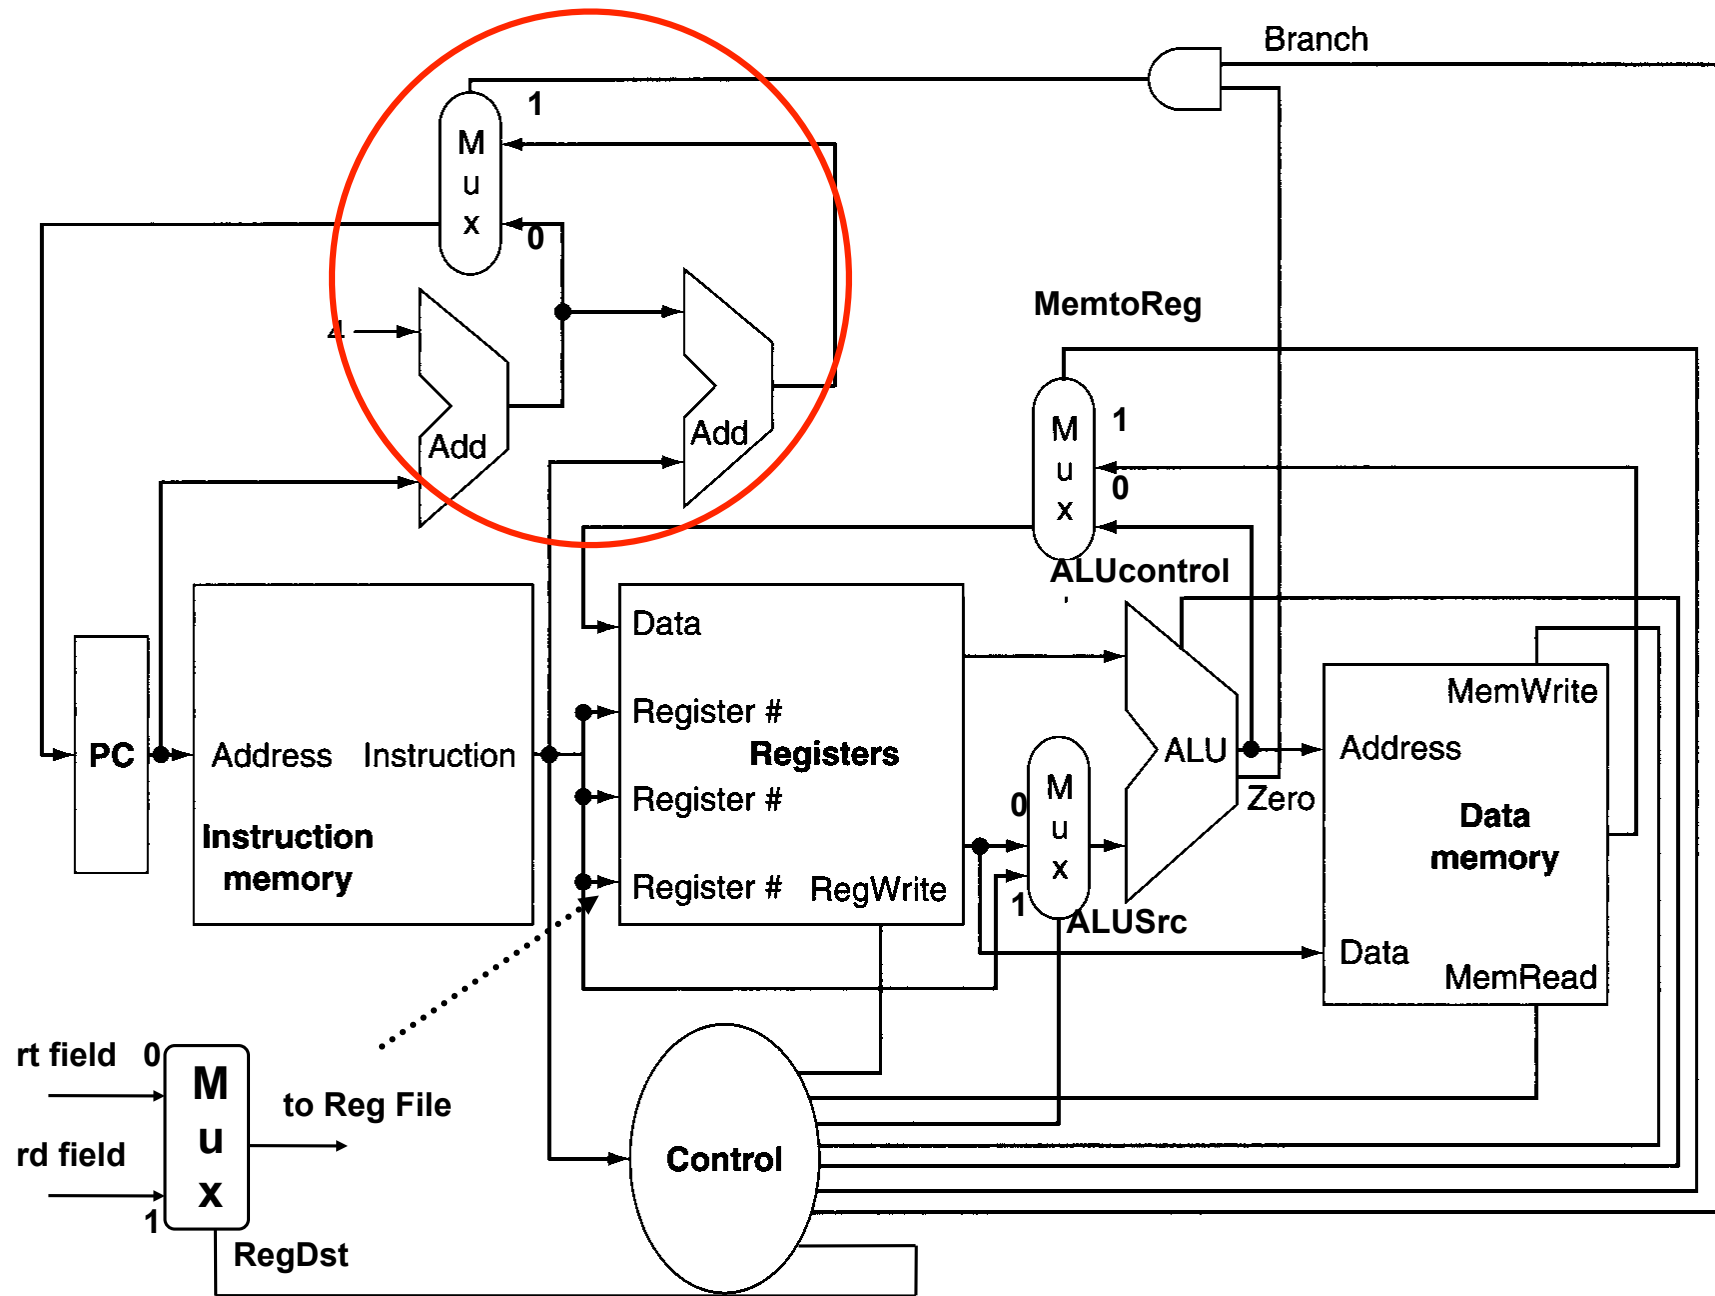 Branch
1
M
u
x
0
MemtoReg
4
Add
Add
M
u
x
1
0
ALUcontrol
Data
Register #
Register #
Register #
Registers
RegWrite
PC
Address
Instruction
Instruction
memory
ALU
Zero
0
M
u
x
1
ALUSrc
MemWrite
Address
Data
memory
Data
MemRead
rt field
0
M
u
x
to Reg File
rd field
1
RegDst
Control